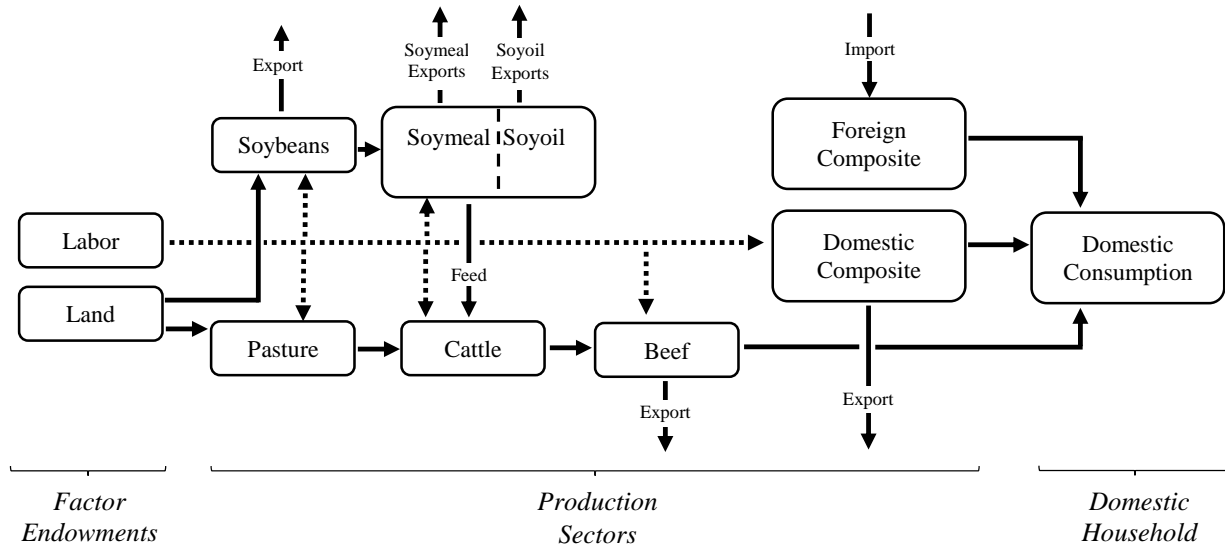 Export
Soymeal
Exports
Soyoil
Exports
Import
Soybeans
Soymeal
Soyoil
Foreign
Composite
Labor
Domestic
Composite
Domestic
Consumption
Feed
Land
Pasture
Cattle
Beef
Export
Export
Factor
Endowments
Production
Sectors
Domestic
Household